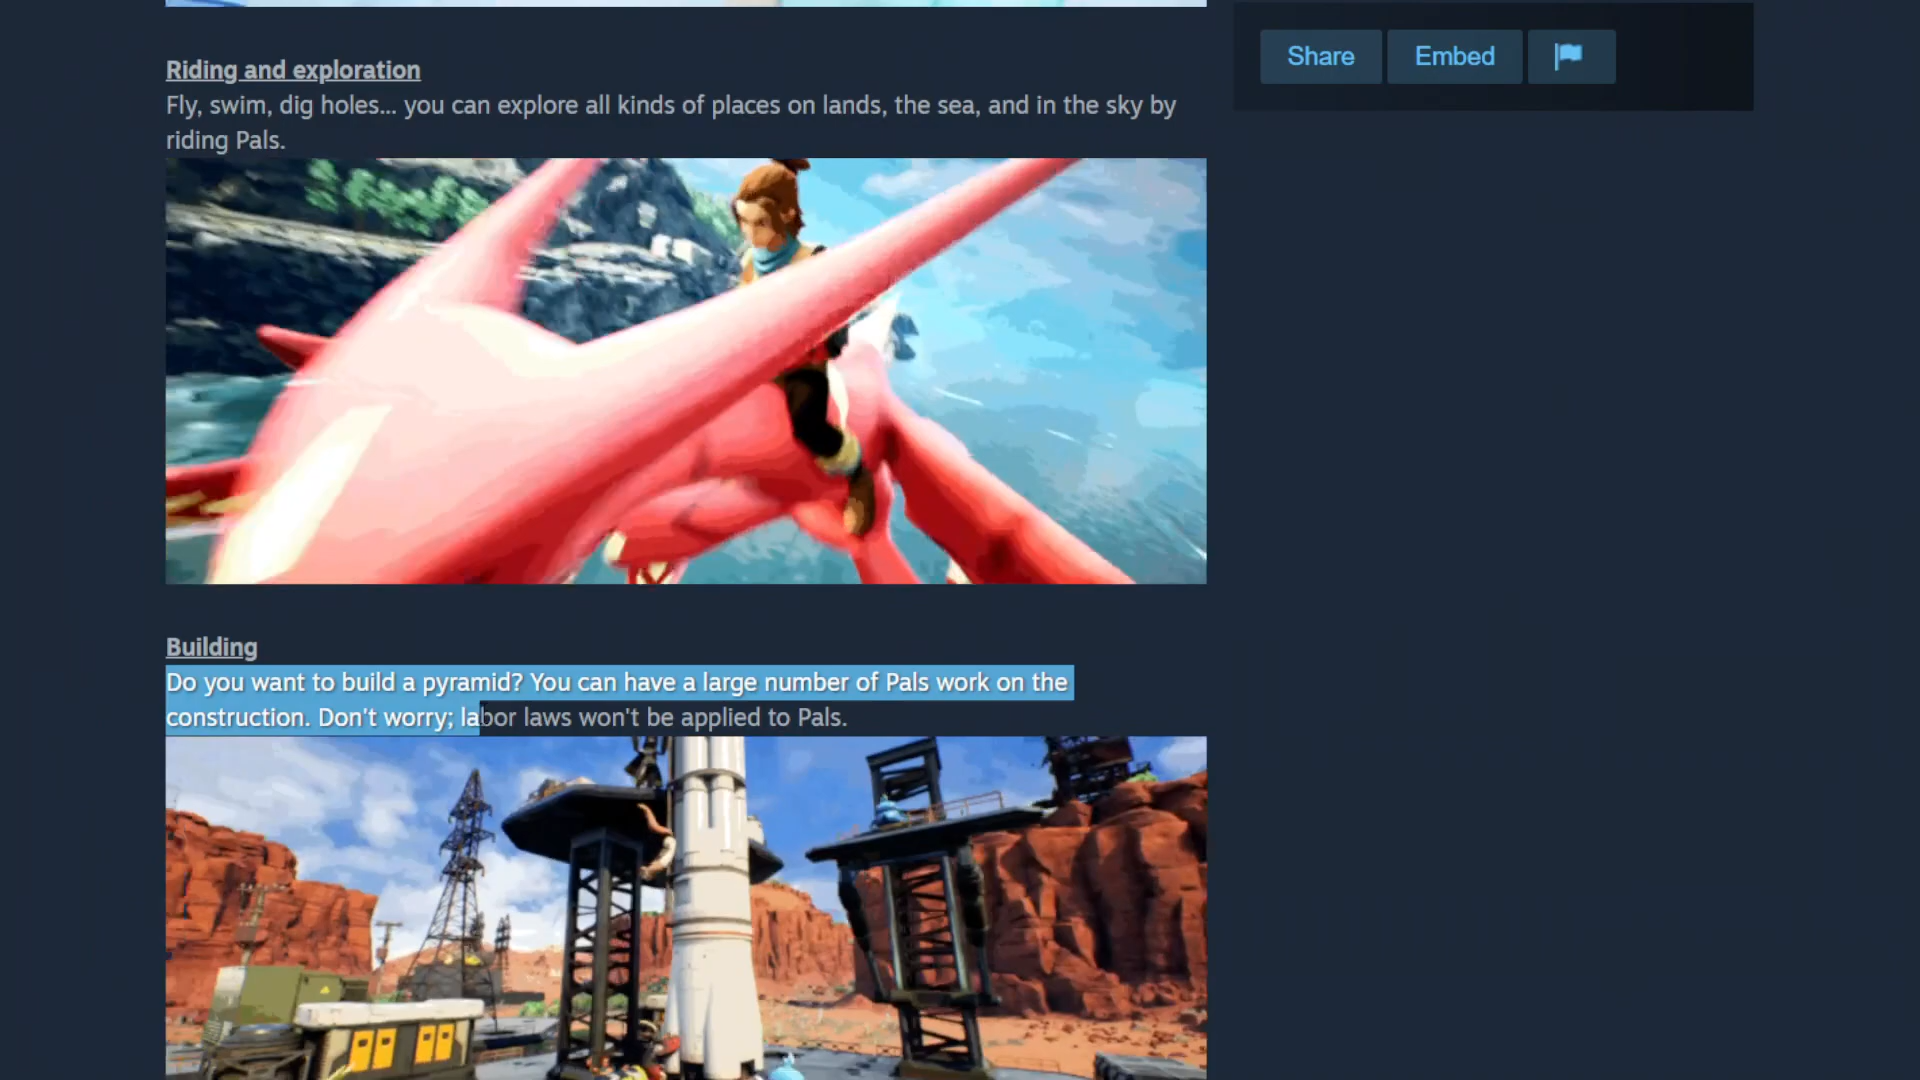 Share
Embed
Riding and exploration
Fly, swim, dig holes... you can explore all kinds of places on lands, the sea, and in the sky by
riding Pals.
Building
Do you want to build a pyramid? You can have a large number of Pals work on the
construction. Don't worry; labor laws won't be applied to Pals.